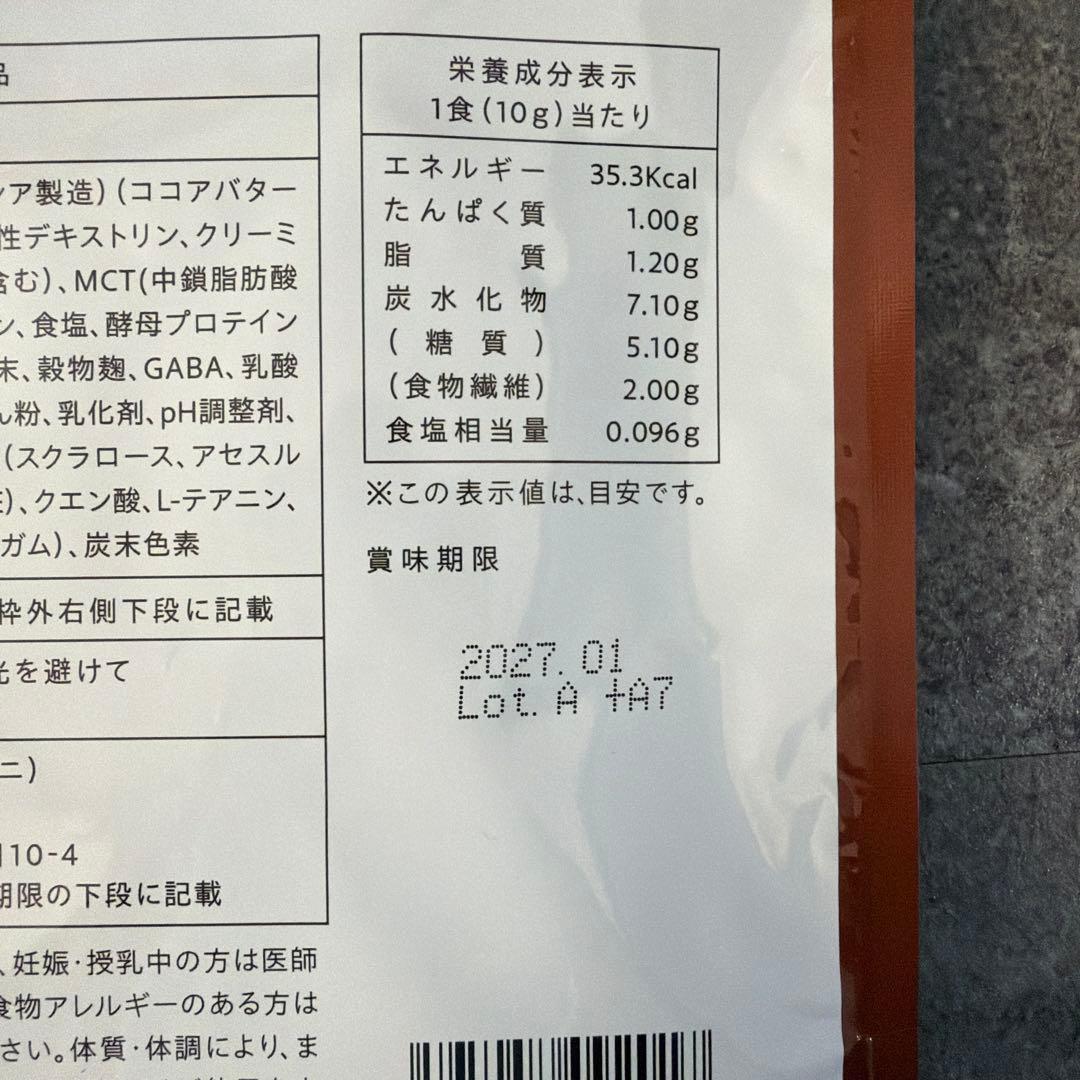 品
シア製造)(ココアバター
性デキストリン、クリーミ
含む)、MCT(中鎖脂肪酸
ン、食塩、酵母プロテイン
末、穀物麹、GABA、乳酸
ん粉、乳化剤、pH調整剤、
(スクラロース、アセスル
)、クエン酸、L-テアニン、
ガム)、炭末色素
枠外右側下段に記載
光を避けて
ニ)
10-4
期限の下段に記載
、妊娠・授乳中の方は医師
食物アレルギーのある方は
さい。体質・体調により、ま
栄養成分表示
1食(10g)当たり
エネルギー 35.3Kcal
たんぱく質 1.00g
脂質 1.20g
炭水化物 7.10g
(糖質) 5.10g
(食物繊維) 2.00g
食塩相当量 0.096g
※この表示値は、目安です。
賞味期限
2027.01
Lot. A +A7